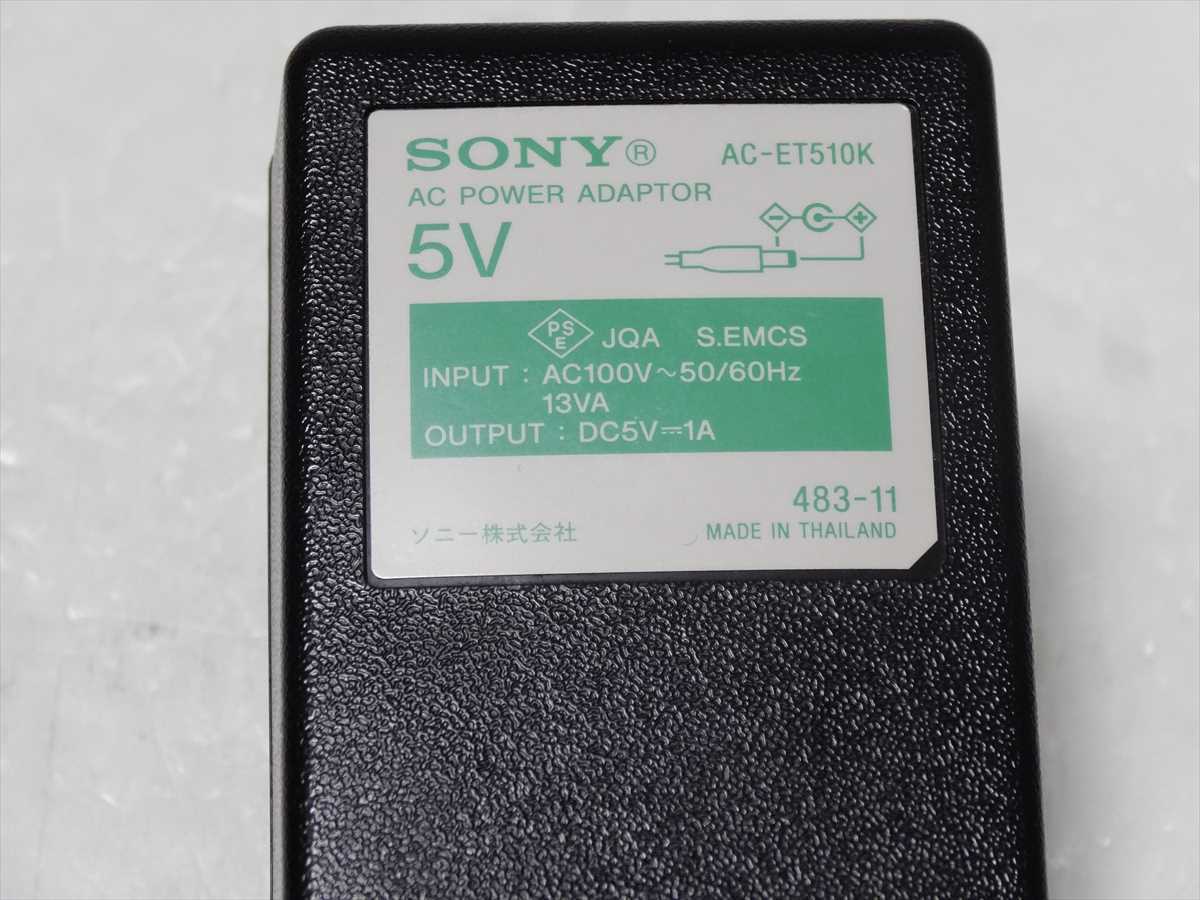 SONY® AC-ET510K
AC POWER ADAPTOR
5V
PSE JQA S.EMCS
INPUT : AC100V～50/60Hz
13VA
OUTPUT : DC5V⎓1A
483-11
ソニー株式会社 MADE IN THAILAND